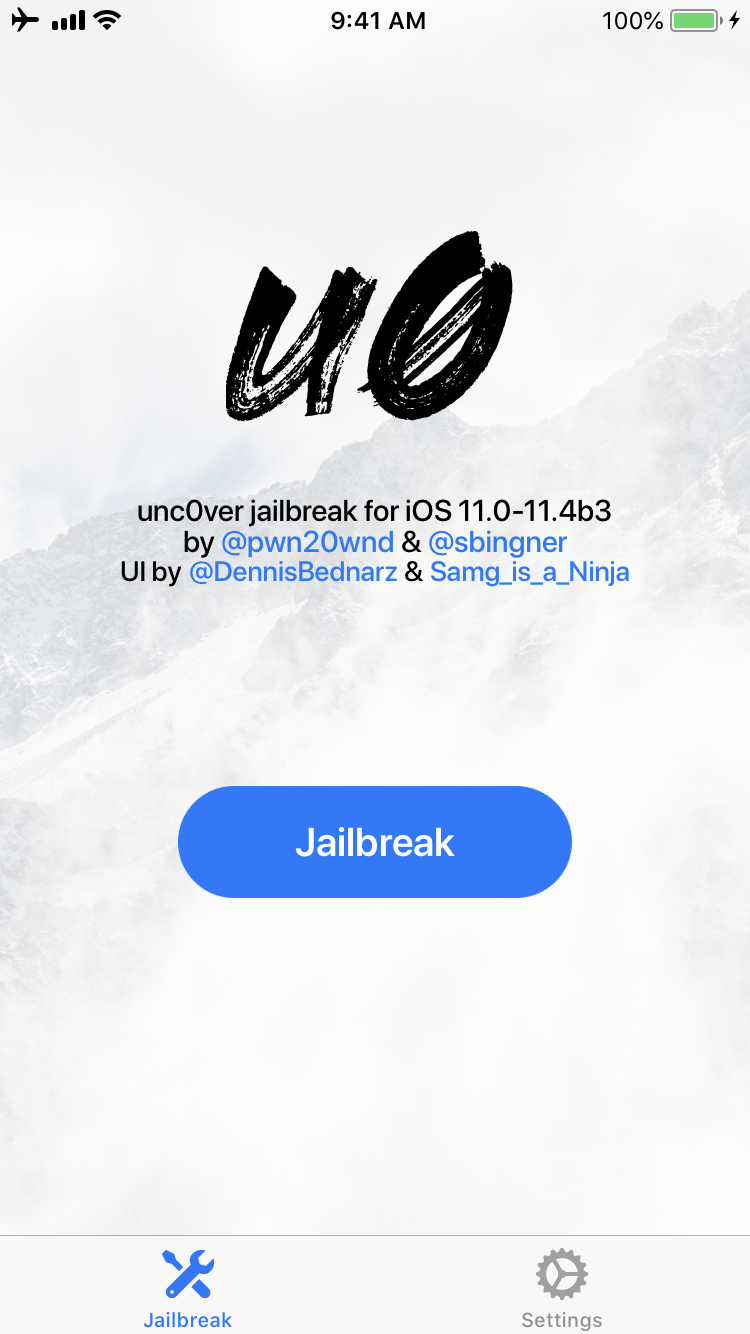 9:41 AM
100%
u0
unc0ver jailbreak for iOS 11.0-11.4b3
by @pwn20wnd & @sbingner
UI by @DennisBednarz & Samg_is_a_Ninja
Jailbreak
Jailbreak
Settings